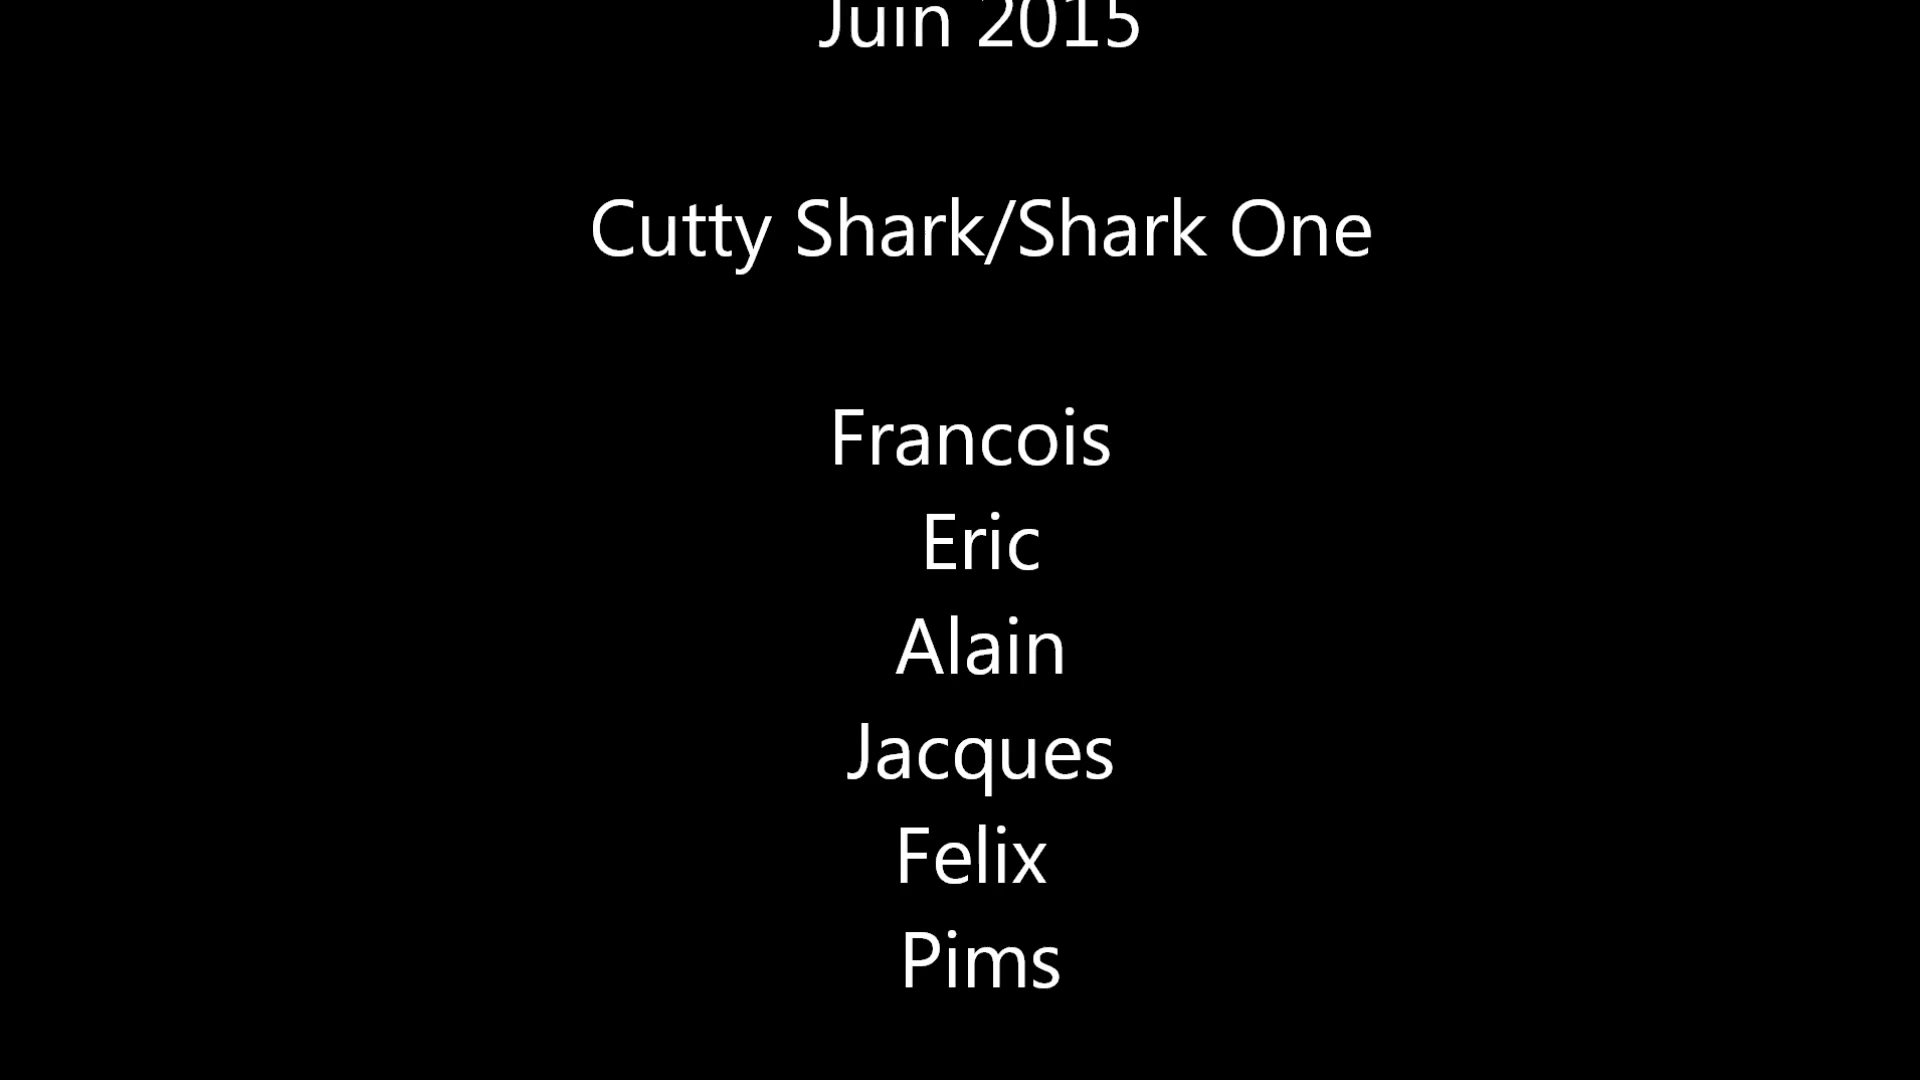 Juin 2015
Cutty Shark/Shark One
Francois
Eric
Alain
Jacques
Felix
Pims